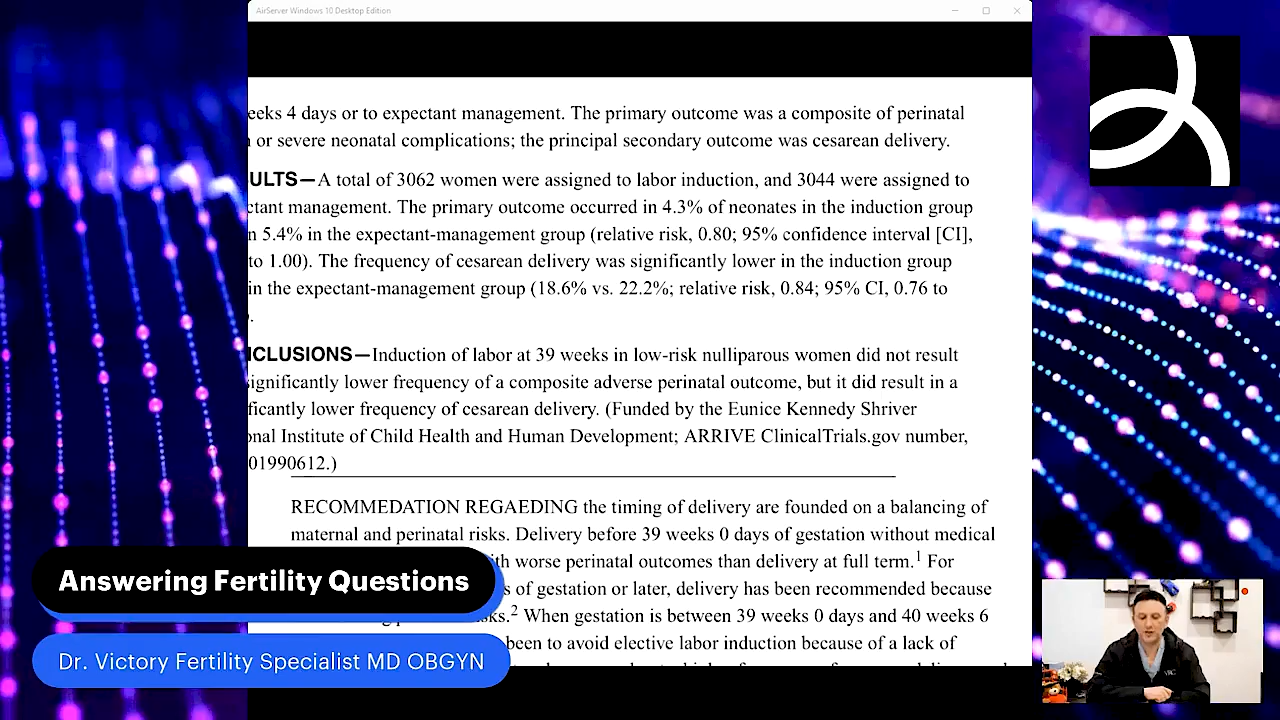 AirServer Windows 10 Desktop Edition
eeks 4 days or to expectant management. The primary outcome was a composite of perinatal
or severe neonatal complications; the principal secondary outcome was cesarean delivery.
ULTS—A total of 3062 women were assigned to labor induction, and 3044 were assigned to
ctant management. The primary outcome occurred in 4.3% of neonates in the induction group
n 5.4% in the expectant-management group (relative risk, 0.80; 95% confidence interval [CI],
to 1.00). The frequency of cesarean delivery was significantly lower in the induction group
in the expectant-management group (18.6% vs. 22.2%; relative risk, 0.84; 95% CI, 0.76 to
.
NCLUSIONS—Induction of labor at 39 weeks in low-risk nulliparous women did not result
significantly lower frequency of a composite adverse perinatal outcome, but it did result in a
ficantly lower frequency of cesarean delivery. (Funded by the Eunice Kennedy Shriver
onal Institute of Child Health and Human Development; ARRIVE ClinicalTrials.gov number,
01990612.)
RECOMMEDATION REGAEDING the timing of delivery are founded on a balancing of
maternal and perinatal risks. Delivery before 39 weeks 0 days of gestation without medical
th worse perinatal outcomes than delivery at full term.1 For
s of gestation or later, delivery has been recommended because
ks.2 When gestation is between 39 weeks 0 days and 40 weeks 6
been to avoid elective labor induction because of a lack of
Answering Fertility Questions
Dr. Victory Fertility Specialist MD OBGYN